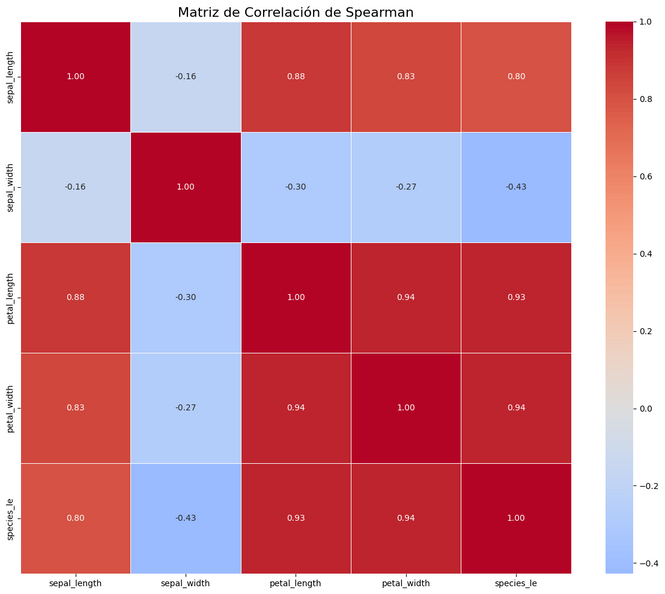 Matriz de Correlación de Spearman
sepal_length 1.00 -0.16 0.88 0.83 0.80
sepal_width -0.16 1.00 -0.30 -0.27 -0.43
petal_length 0.88 -0.30 1.00 0.94 0.93
petal_width 0.83 -0.27 0.94 1.00 0.94
species_le 0.80 -0.43 0.93 0.94 1.00
sepal_length sepal_width petal_length petal_width species_le
1.0
0.8
0.6
0.4
0.2
0.0
−0.2
−0.4